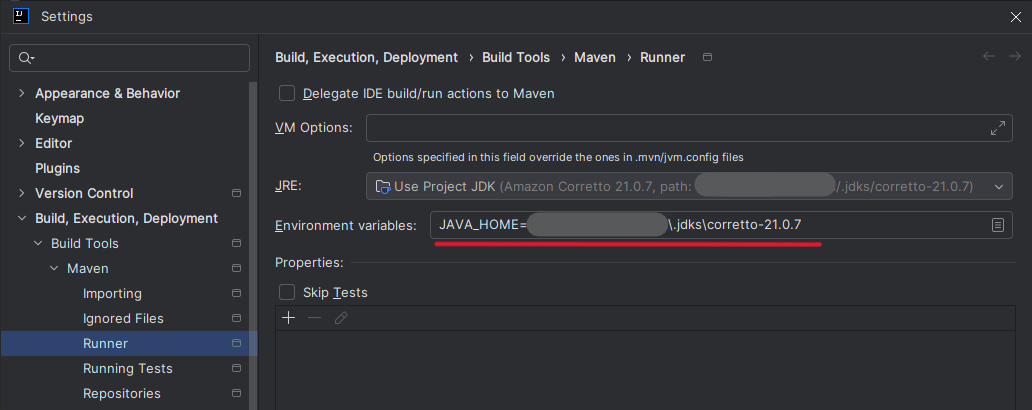 Settings
Build, Execution, Deployment › Build Tools › Maven › Runner
Appearance & Behavior
Keymap
Editor
Plugins
Version Control
Build, Execution, Deployment
Build Tools
Maven
Importing
Ignored Files
Runner
Running Tests
Repositories
Delegate IDE build/run actions to Maven
VM Options:
Options specified in this field override the ones in .mvn/jvm.config files
JRE: Use Project JDK (Amazon Corretto 21.0.7, path: /.jdks/corretto-21.0.7)
Environment variables: JAVA_HOME= \.jdks\corretto-21.0.7
Properties:
Skip Tests